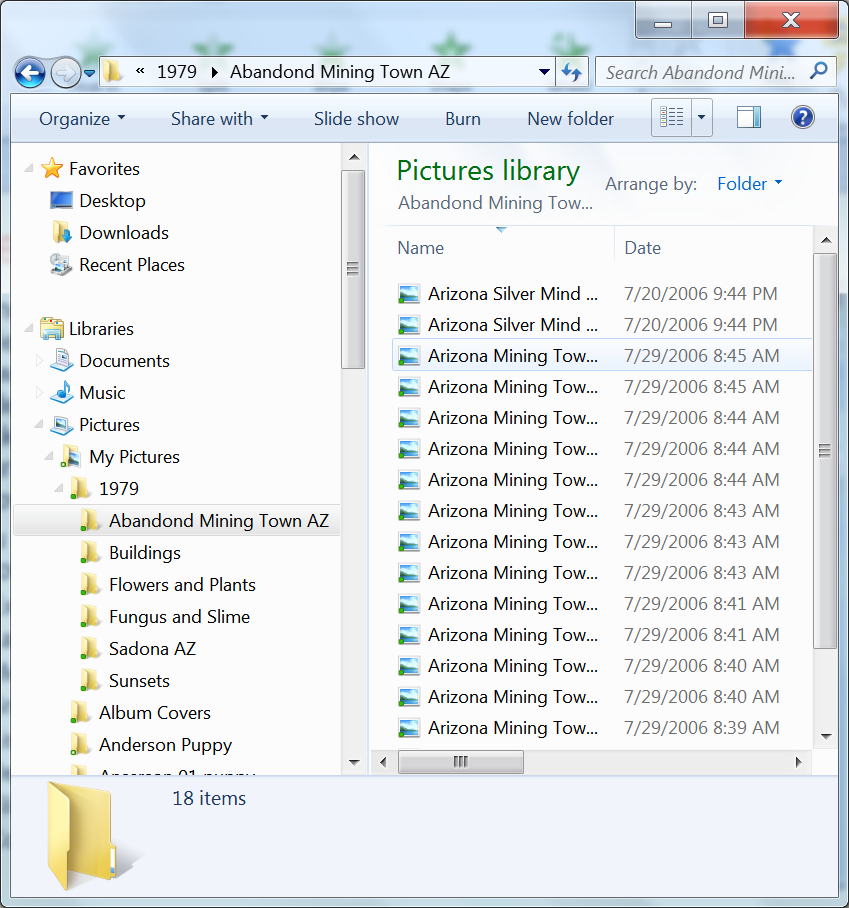 « 1979 Abandond Mining Town AZ
Search Abandond Mini...
Organize Share with Slide show Burn New folder
Favorites
Desktop
Downloads
Recent Places
Libraries
Documents
Music
Pictures
My Pictures
1979
Abandond Mining Town AZ
Buildings
Flowers and Plants
Fungus and Slime
Sadona AZ
Sunsets
Album Covers
Anderson Puppy
Pictures library
Abandond Mining Tow...
Arrange by: Folder
Name Date
Arizona Silver Mind ... 7/20/2006 9:44 PM
Arizona Silver Mind ... 7/20/2006 9:44 PM
Arizona Mining Tow... 7/29/2006 8:45 AM
Arizona Mining Tow... 7/29/2006 8:45 AM
Arizona Mining Tow... 7/29/2006 8:44 AM
Arizona Mining Tow... 7/29/2006 8:44 AM
Arizona Mining Tow... 7/29/2006 8:44 AM
Arizona Mining Tow... 7/29/2006 8:43 AM
Arizona Mining Tow... 7/29/2006 8:43 AM
Arizona Mining Tow... 7/29/2006 8:43 AM
Arizona Mining Tow... 7/29/2006 8:41 AM
Arizona Mining Tow... 7/29/2006 8:41 AM
Arizona Mining Tow... 7/29/2006 8:40 AM
Arizona Mining Tow... 7/29/2006 8:40 AM
Arizona Mining Tow... 7/29/2006 8:39 AM
18 items